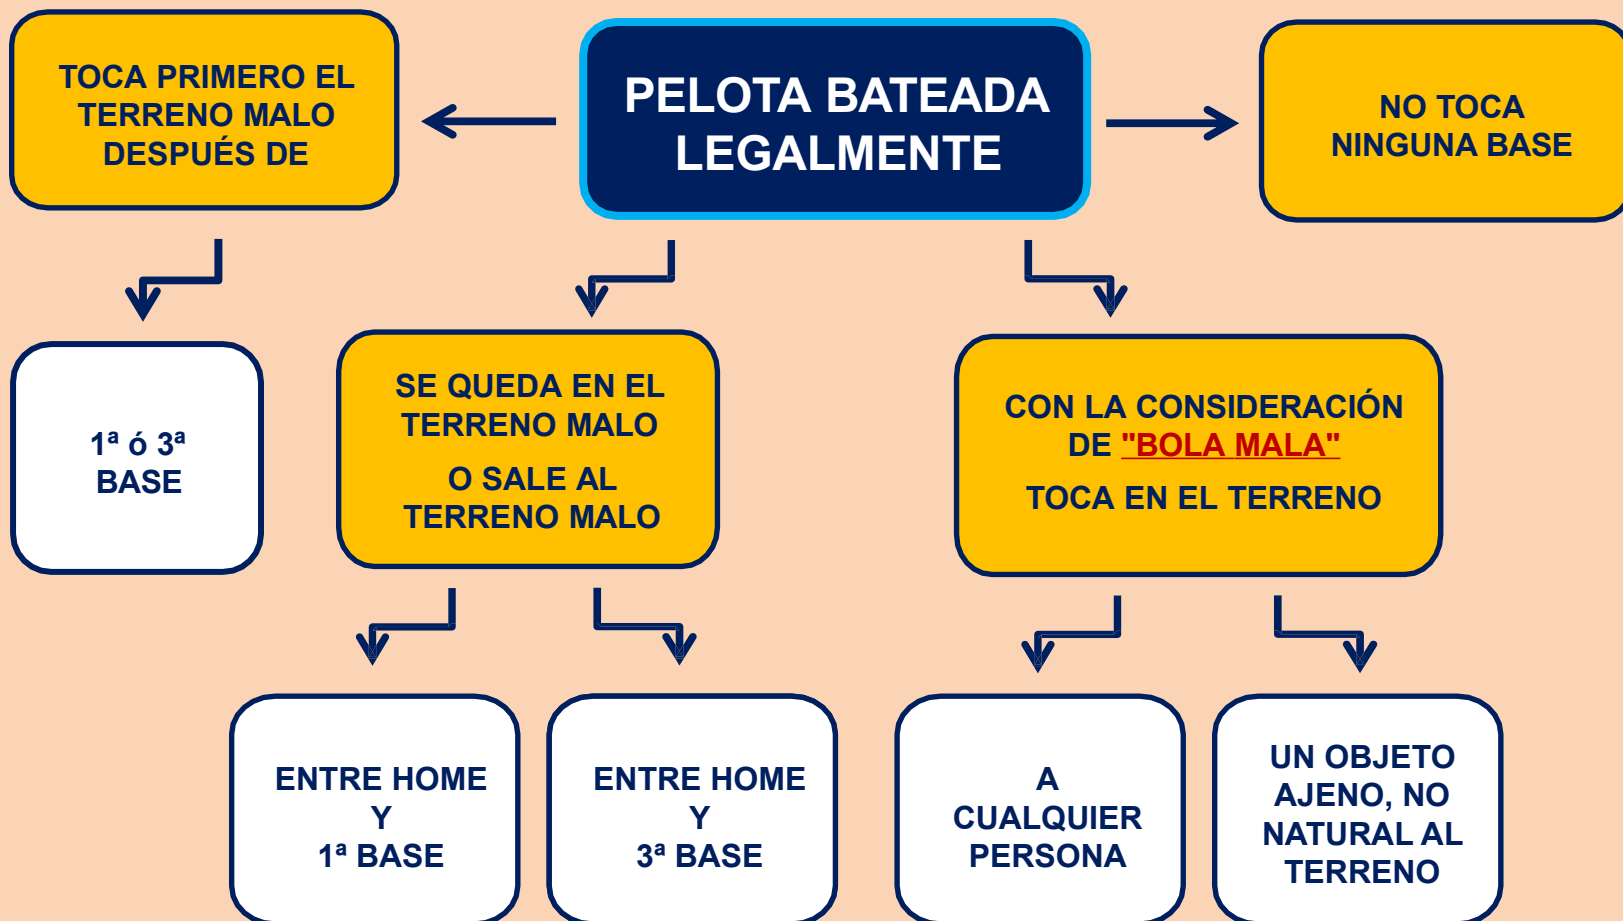 TOCA PRIMERO EL
TERRENO MALO
DESPUÉS DE
PELOTA BATEADA
LEGALMENTE
NO TOCA
NINGUNA BASE
1ª ó 3ª
BASE
SE QUEDA EN EL
TERRENO MALO
O SALE AL
TERRENO MALO
CON LA CONSIDERACIÓN
DE "BOLA MALA"
TOCA EN EL TERRENO
ENTRE HOME
Y
1ª BASE
ENTRE HOME
Y
3ª BASE
A
CUALQUIER
PERSONA
UN OBJETO
AJENO, NO
NATURAL AL
TERRENO